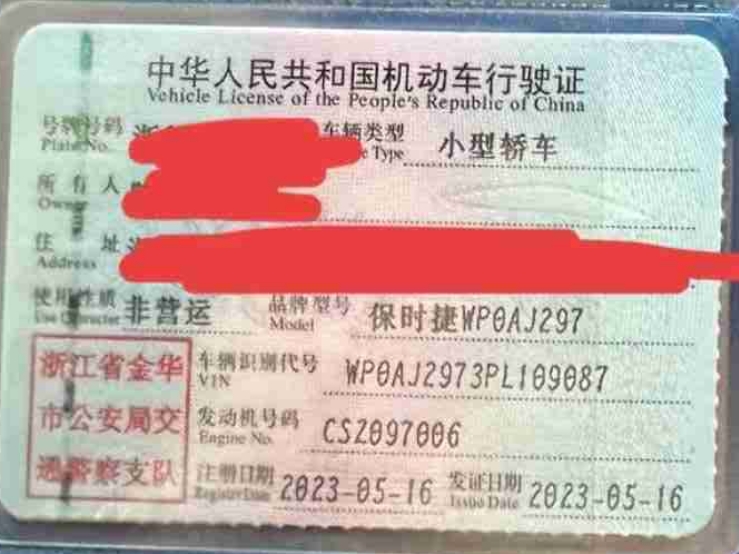 中华人民共和国机动车行驶证
Vehicle License of the People's Republic of China
号牌号码 浙 车辆类型 小型轿车
Plate No. e Type
所有人
Owner
住址
Address
使用性质 非营运 品牌型号 保时捷WP0AJ297
Use Character Model
浙江省金华
市公安局交
通警察支队
车辆识别代号 WP0AJ2973PL109087
VIN
发动机号码 CSZ097006
Engine No.
注册日期 2023-05-16 发证日期 2023-05-16
Register Date Issue Date